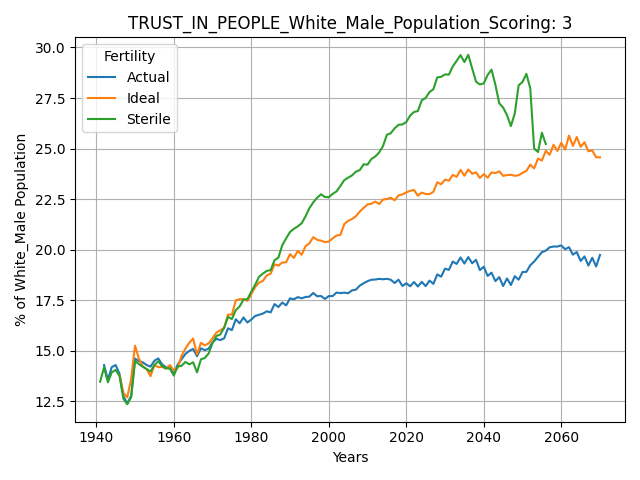 TRUST_IN_PEOPLE_White_Male_Population_Scoring: 3
30.0
27.5
25.0
22.5
20.0
17.5
15.0
12.5
% of White_Male Population
Fertility
Actual
Ideal
Sterile
1940 1960 1980 2000 2020 2040 2060
Years